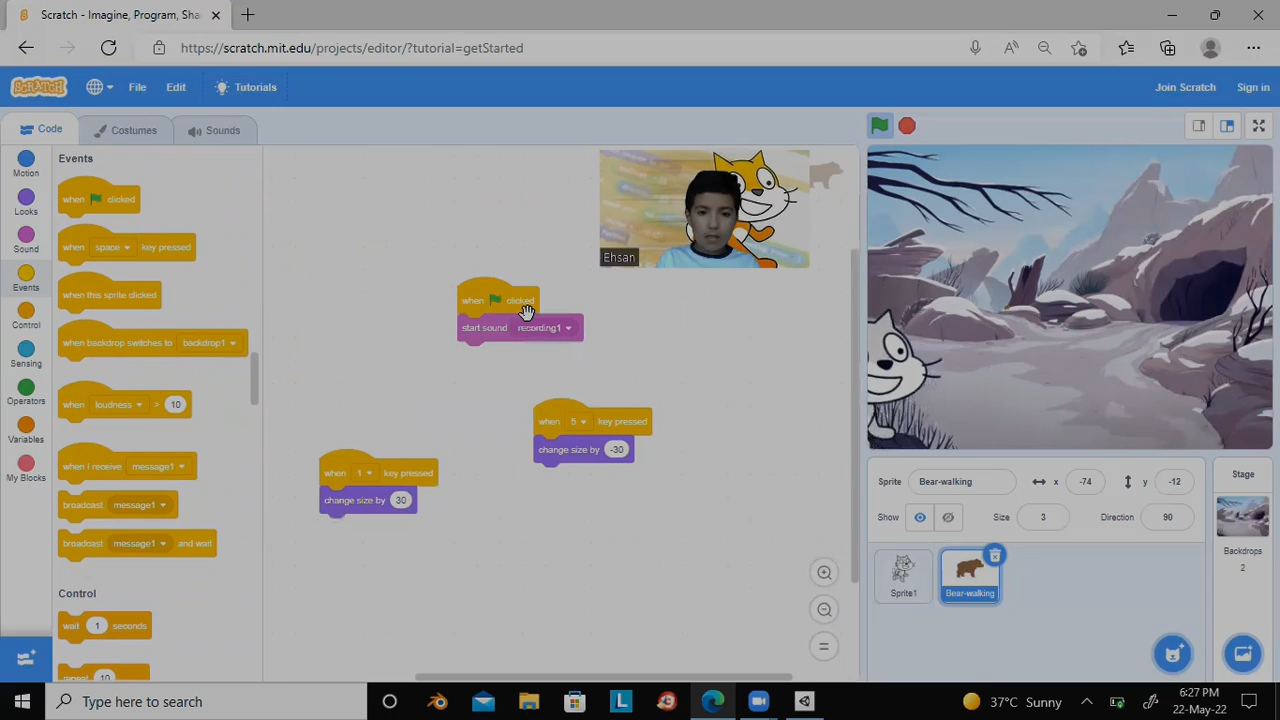 Scratch - Imagine, Program, Sha
https://scratch.mit.edu/projects/editor/?tutorial=getStarted
SCRATCH
File
Edit
Tutorials
Join Scratch
Sign in
Code
Costumes
Sounds
Motion
Looks
Sound
Events
Control
Sensing
Operators
Variables
My Blocks
Events
when clicked
when space key pressed
when this sprite clicked
when backdrop switches to backdrop1
when loudness > 10
when I receive message1
broadcast message1
broadcast message1 and wait
Control
wait 1 seconds
repeat 10
Ehsan
when clicked
start sound recording1
when 5 key pressed
change size by -30
when 1 key pressed
change size by 30
Sprite Bear-walking x -74 y -12
Show Size 3 Direction 90
Sprite1
Bear-walking
Stage
Backdrops
2
Type here to search
37°C Sunny
6:27 PM
22-May-22